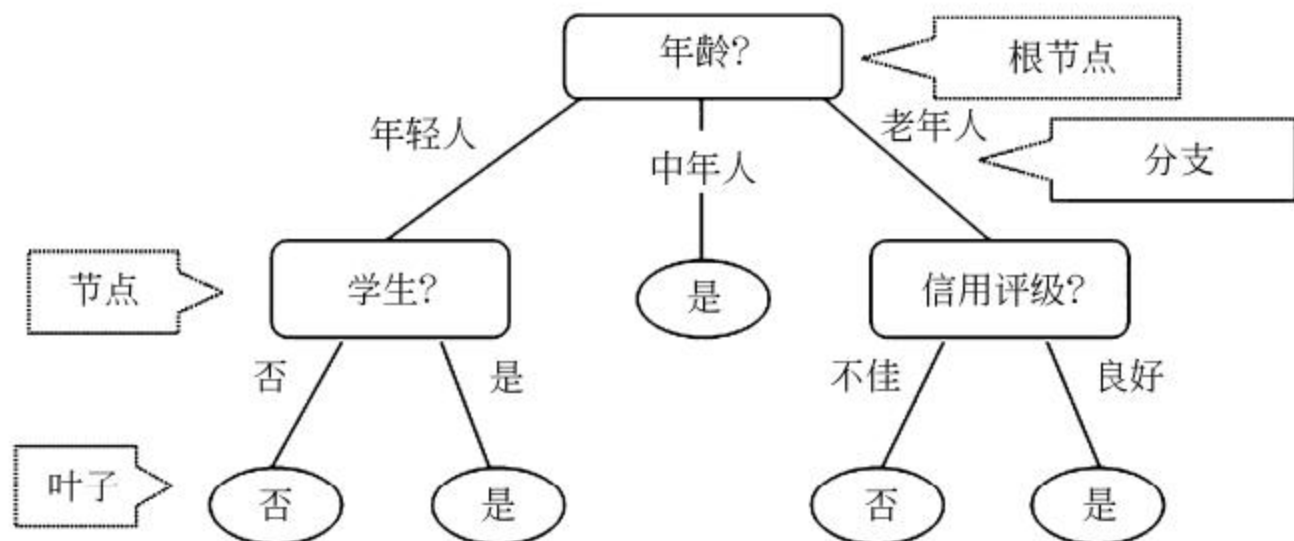 年龄?
根节点
年轻人
中年人
老年人
分支
节点
学生?
是
信用评级?
否
是
不佳
良好
叶子
否
是
否
是